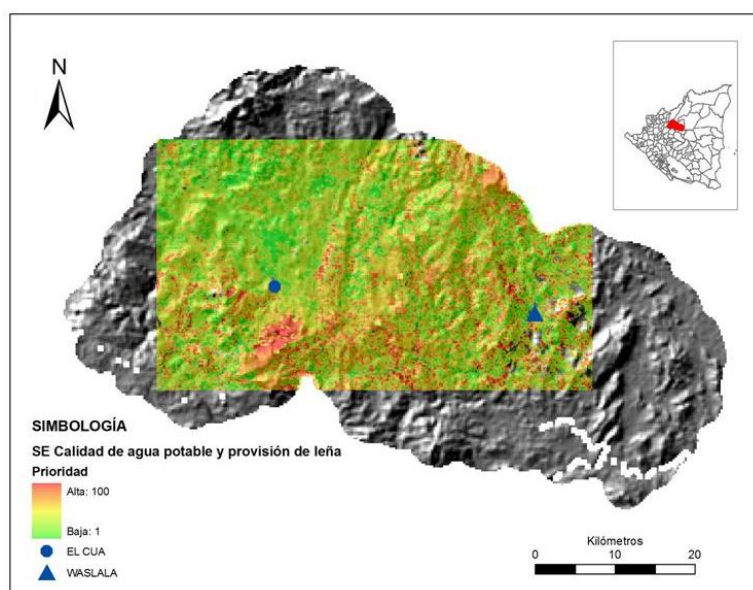 N
SIMBOLOGÍA
SE Calidad de agua potable y provisión de leña
Prioridad
Alta: 100
Baja: 1
EL CUA
WASLALA
Kilómetros
0 10 20